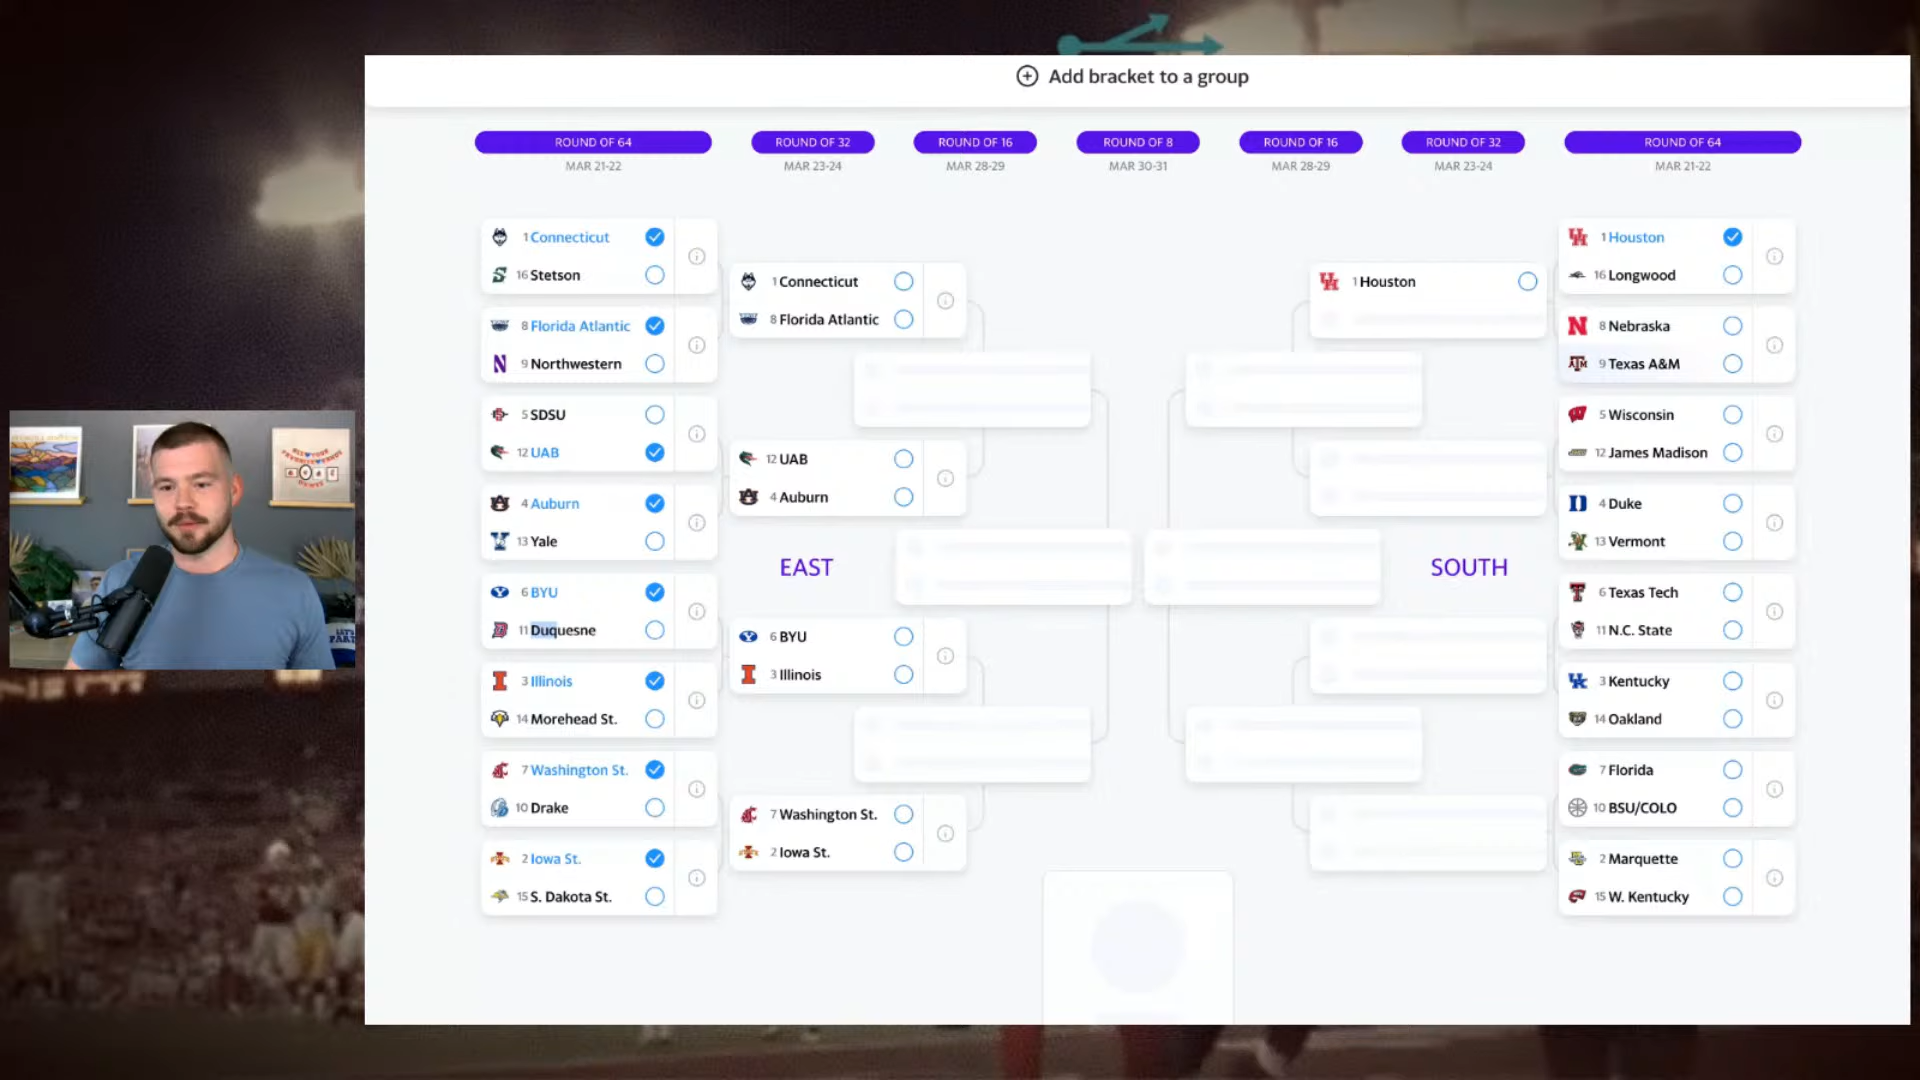 Add bracket to a group
ROUND OF 64
ROUND OF 32
ROUND OF 16
ROUND OF 8
ROUND OF 16
ROUND OF 32
ROUND OF 64
MAR 21-22
MAR 23-24
MAR 28-29
MAR 30-31
MAR 28-29
MAR 23-24
MAR 21-22
1 Connecticut
16 Stetson
8 Florida Atlantic
9 Northwestern
5 SDSU
12 UAB
4 Auburn
13 Yale
6 BYU
11 Duquesne
3 Illinois
14 Morehead St.
7 Washington St.
10 Drake
2 Iowa St.
15 S. Dakota St.
1 Connecticut
8 Florida Atlantic
12 UAB
4 Auburn
EAST
6 BYU
3 Illinois
7 Washington St.
2 Iowa St.
1 Houston
SOUTH
1 Houston
16 Longwood
8 Nebraska
9 Texas A&M
5 Wisconsin
12 James Madison
4 Duke
13 Vermont
6 Texas Tech
11 N.C. State
3 Kentucky
14 Oakland
7 Florida
10 BSU/COLO
2 Marquette
15 W. Kentucky